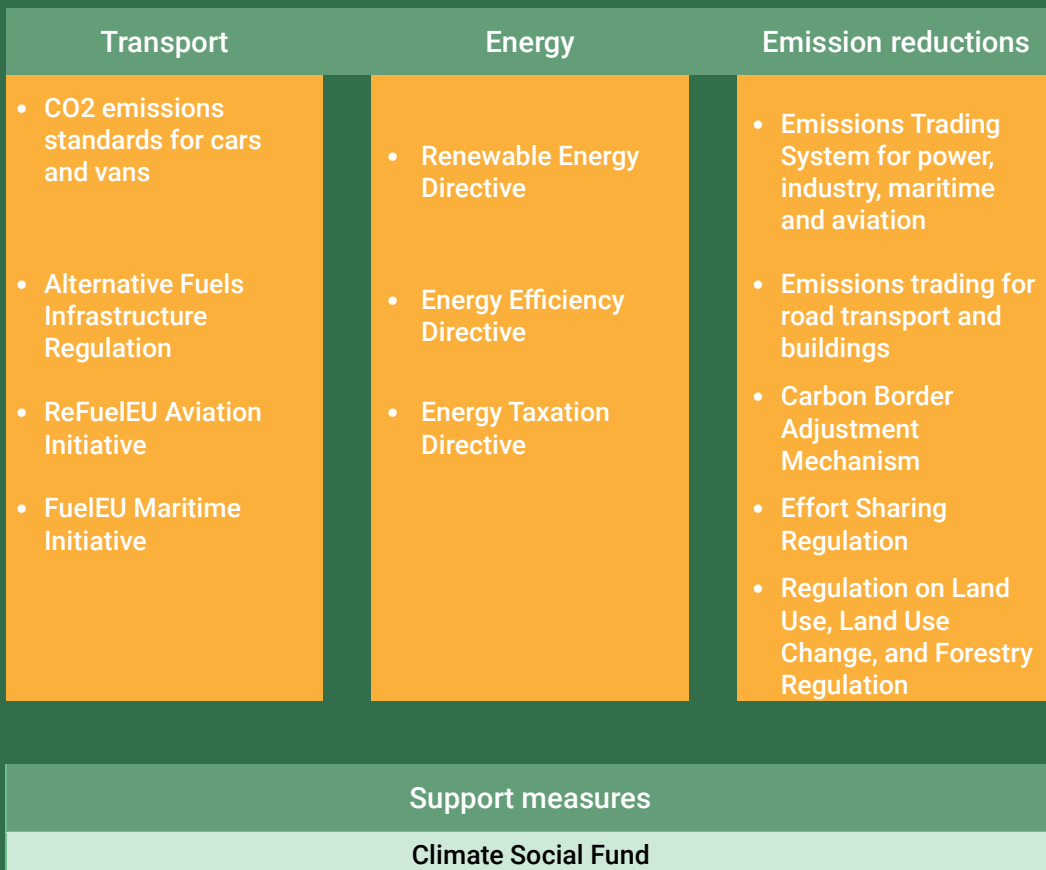 Transport
• CO2 emissions
standards for cars
and vans
• Alternative Fuels
Infrastructure
Regulation
• ReFuelEU Aviation
Initiative
• FuelEU Maritime
Initiative
Energy
• Renewable Energy
Directive
• Energy Efficiency
Directive
• Energy Taxation
Directive
Emission reductions
• Emissions Trading
System for power,
industry, maritime
and aviation
• Emissions trading for
road transport and
buildings
• Carbon Border
Adjustment
Mechanism
• Effort Sharing
Regulation
• Regulation on Land
Use, Land Use
Change, and Forestry
Regulation
Support measures
Climate Social Fund